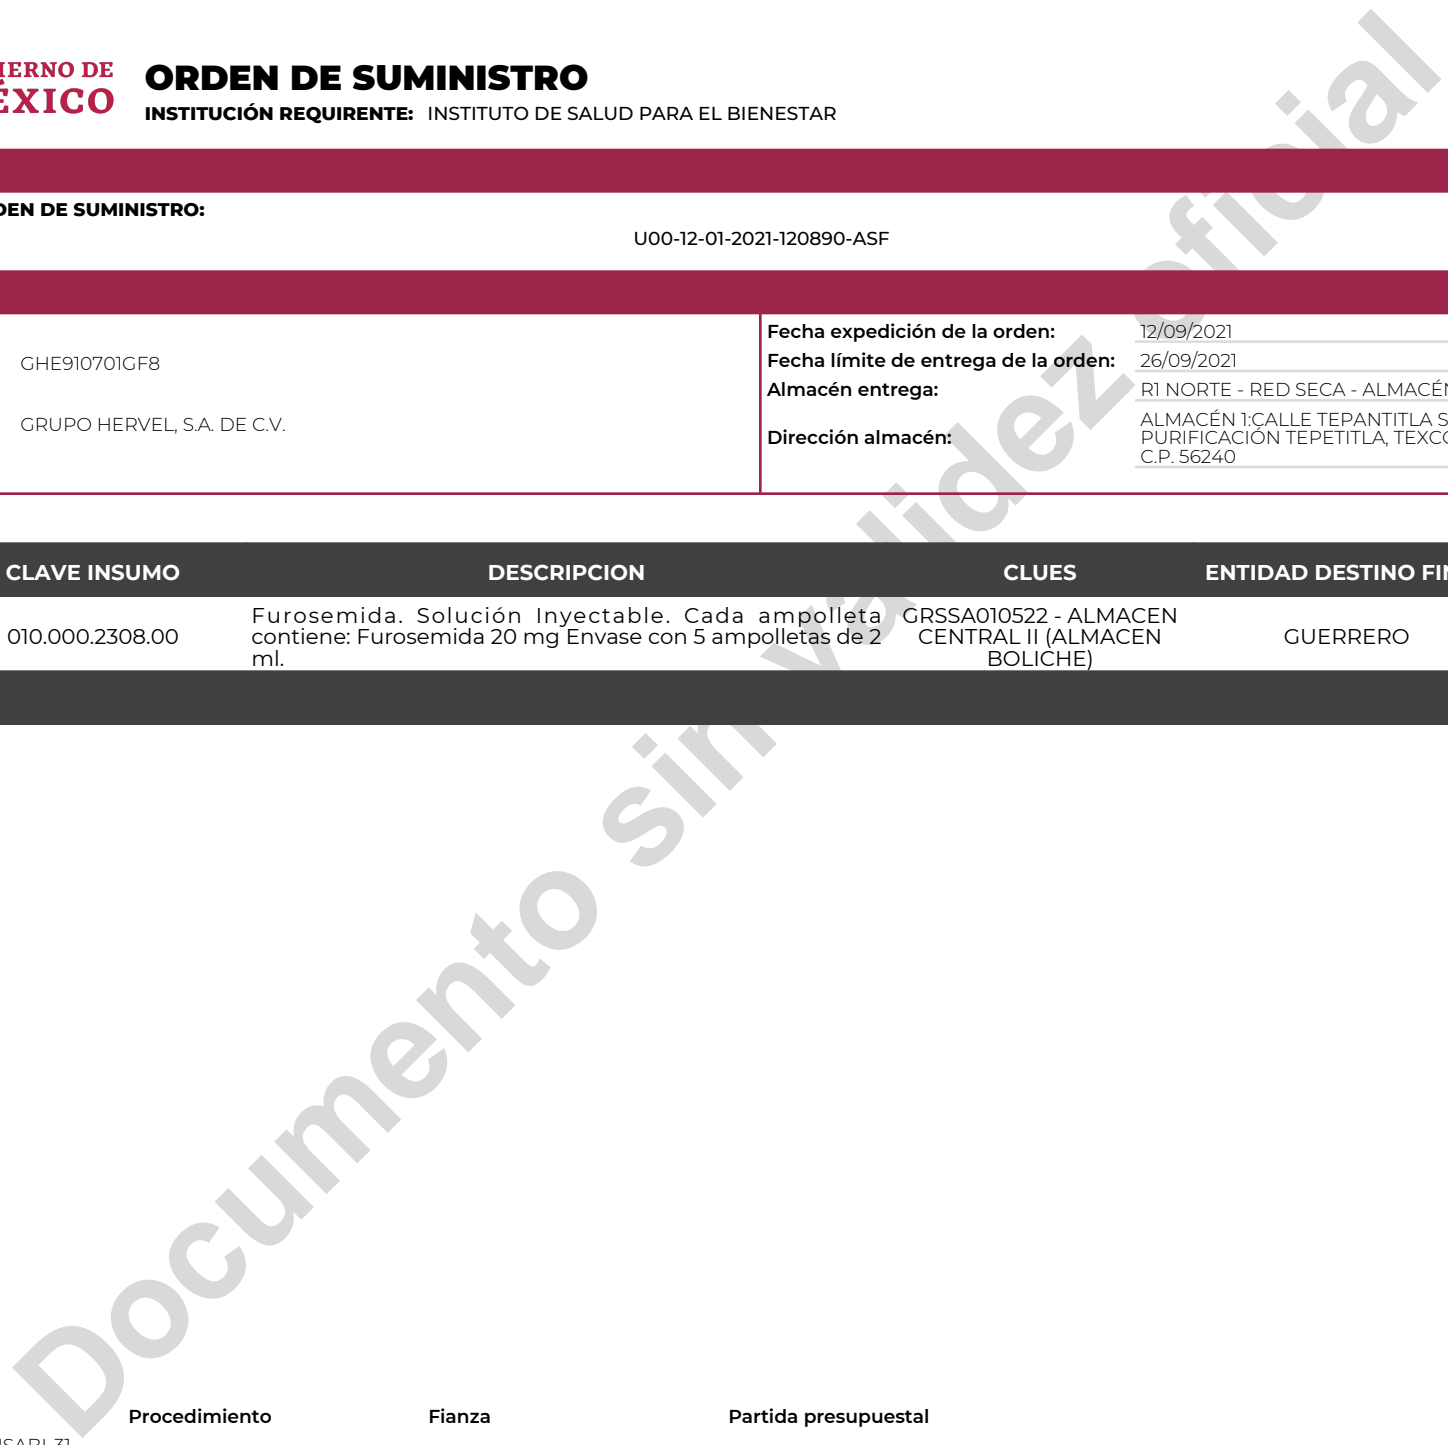 IERNO DE
ÉXICO
ORDEN DE SUMINISTRO
INSTITUCIÓN REQUIRENTE: INSTITUTO DE SALUD PARA EL BIENESTAR
DEN DE SUMINISTRO:
U00-12-01-2021-120890-ASF
GHE910701GF8
GRUPO HERVEL, S.A. DE C.V.
Fecha expedición de la orden: 12/09/2021
Fecha límite de entrega de la orden: 26/09/2021
Almacén entrega: R1 NORTE - RED SECA - ALMACÉN
Dirección almacén: ALMACÉN 1:CALLE TEPANTITLA S
PURIFICACIÓN TEPETITLA, TEXCO
C.P. 56240
CLAVE INSUMO DESCRIPCION CLUES ENTIDAD DESTINO FIN
010.000.2308.00
Furosemida. Solución Inyectable. Cada ampolleta
contiene: Furosemida 20 mg Envase con 5 ampolletas de 2
ml.
GRSSA010522 - ALMACEN
CENTRAL II (ALMACEN
BOLICHE)
GUERRERO
Documento sin validez oficial
Procedimiento Fianza Partida presupuestal